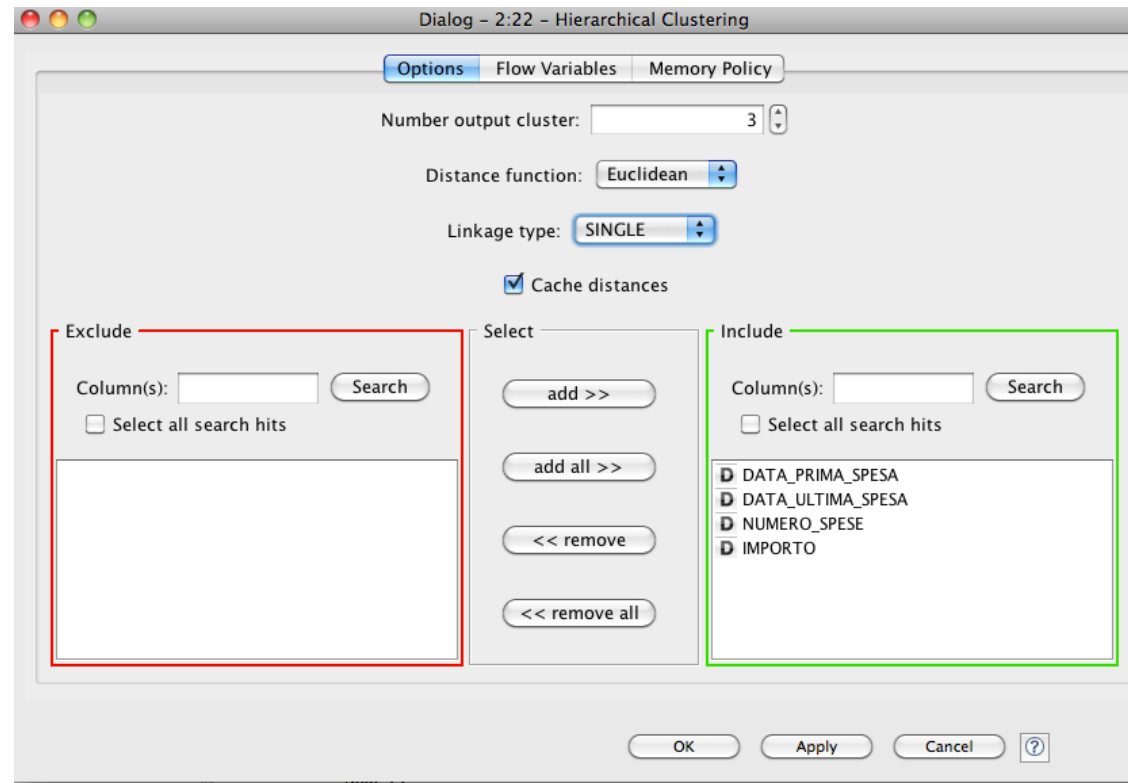 Dialog – 2:22 – Hierarchical Clustering
Options Flow Variables Memory Policy
Number output cluster: 3
Distance function: Euclidean
Linkage type: SINGLE
Cache distances
Exclude
Column(s): Search
Select all search hits
Select
add >>
add all >>
<< remove
<< remove all
Include
Column(s): Search
Select all search hits
D DATA_PRIMA_SPESA
D DATA_ULTIMA_SPESA
D NUMERO_SPESE
D IMPORTO
OK Apply Cancel ?